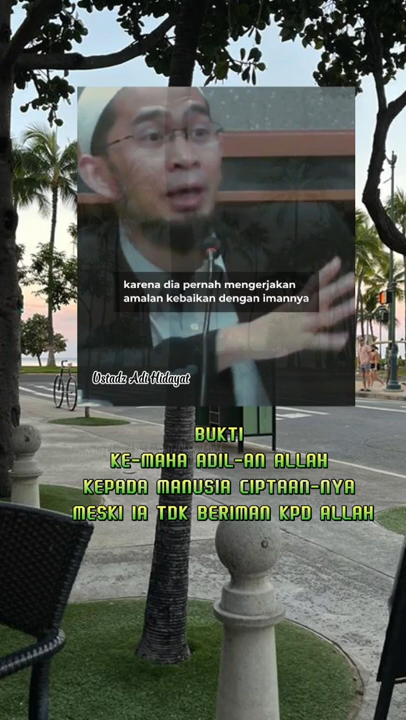 karena dia pernah mengerjakan
amalan kebaikan dengan imannya
Ustadz Adi Hidayat
BUKTI
KE-MAHA ADIL-AN ALLAH
KEPADA MANUSIA CIPTAAN-NYA
MESKI IA TDK BERIMAN KPD ALLAH